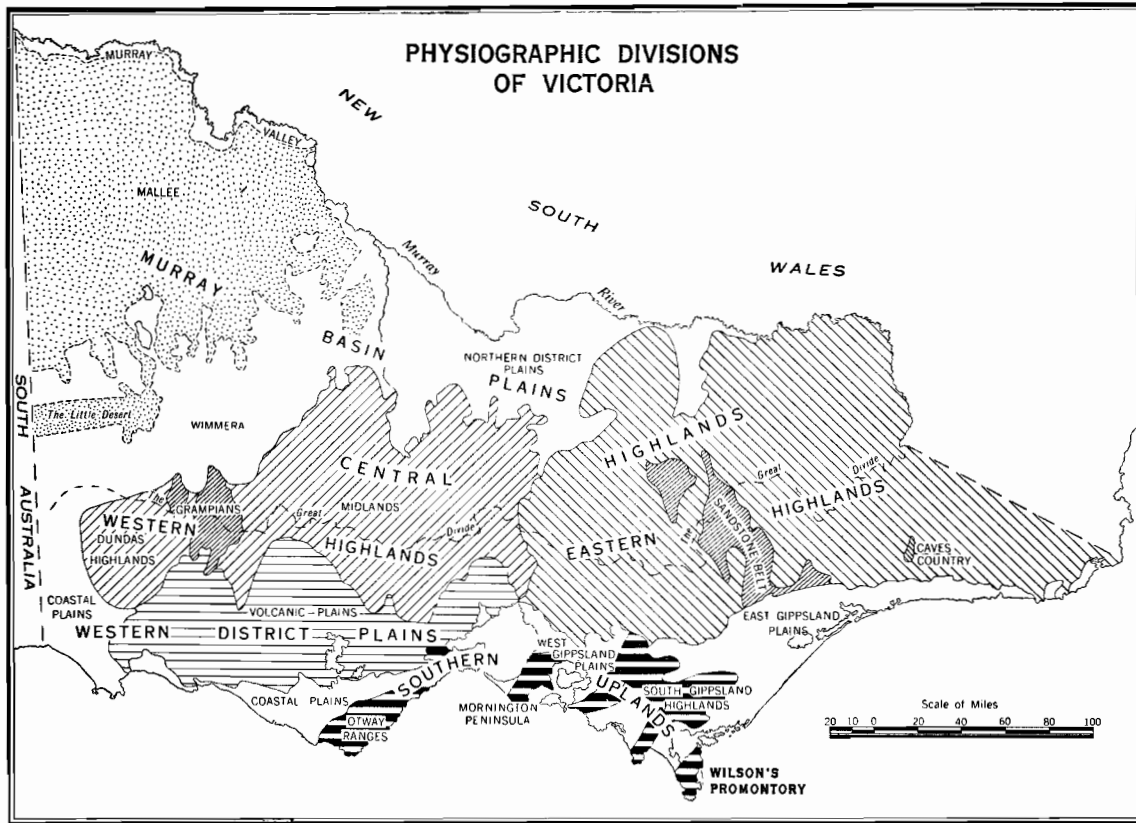 PHYSIOGRAPHIC DIVISIONS
OF VICTORIA
MURRAY
VALLEY
NEW
SOUTH
WALES
MALLEE
MURRAY
BASIN
PLAINS
Murray
River
NORTHERN DISTRICT
PLAINS
SOUTH
AUSTRALIA
The Little Desert
WIMMERA
CENTRAL
HIGHLANDS
MIDLANDS
The
Great
Divide
GRAMPIANS
WESTERN
DUNDAS
HIGHLANDS
HIGHLANDS
EASTERN
HIGHLANDS
The
Great
Divide
SANDSTONE BELT
CAVES
COUNTRY
COASTAL
PLAINS
VOLCANIC PLAINS
WESTERN DISTRICT PLAINS
COASTAL PLAINS
SOUTHERN
UPLANDS
OTWAY
RANGES
MORNINGTON
PENINSULA
WEST
GIPPSLAND
PLAINS
SOUTH GIPPSLAND
HIGHLANDS
EAST GIPPSLAND
PLAINS
WILSON'S
PROMONTORY
Scale of Miles
20 10 0 20 40 60 80 100